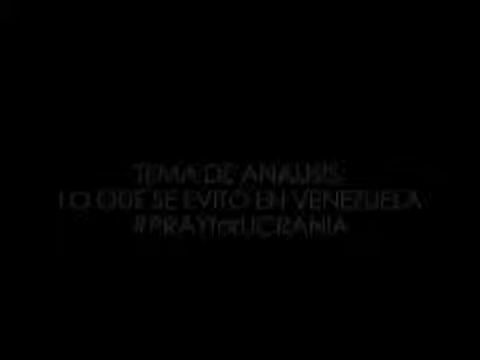 TEMA DE ANALISIS:
LO QUE SE EVITO EN VENEZUELA
#PRAYforUCRANIA